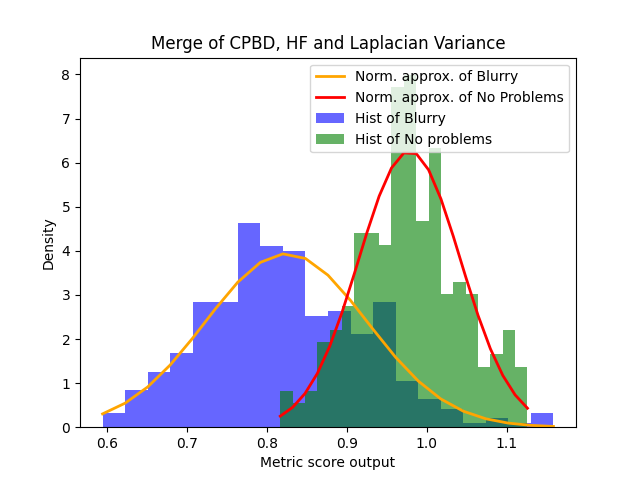 Merge of CPBD, HF and Laplacian Variance
Norm. approx. of Blurry
Norm. approx. of No Problems
Hist of Blurry
Hist of No problems
Density
8
7
6
5
4
3
2
1
0
0.6 0.7 0.8 0.9 1.0 1.1
Metric score output